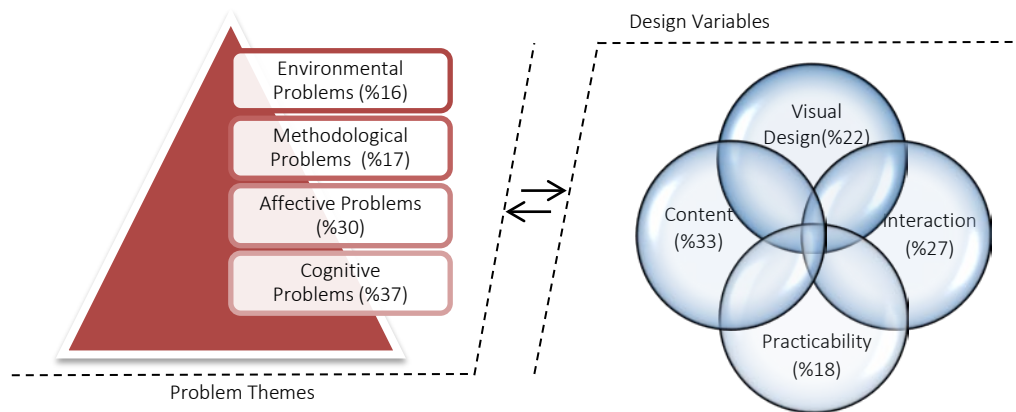 Design Variables
Environmental
Problems (%16)
Methodological
Problems (%17)
Affective Problems
(%30)
Cognitive
Problems (%37)
Visual
Design(%22)
Content
(%33)
Interaction
(%27)
Practicability
(%18)
Problem Themes